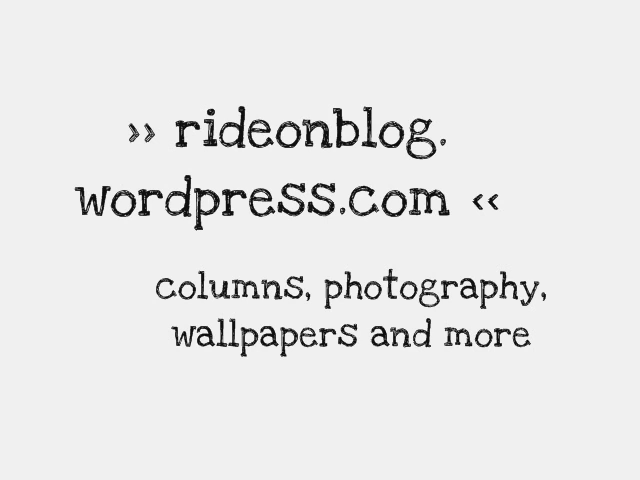 >> rideonblog.
wordpress.com <<
columns, photography,
wallpapers and more